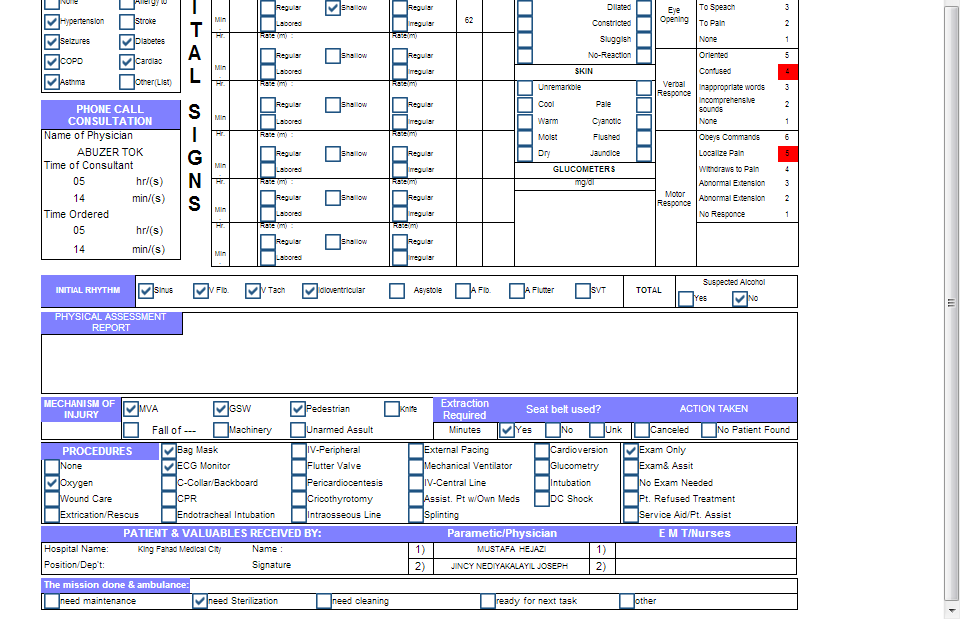 None Allergy to
Hypertension Stroke
Seizures Diabetes
COPD Cardiac
Asthma Other(List)
PHONE CALL
CONSULTATION
Name of Physician
ABUZER TOK
Time of Consultant
05 hr/(s)
14 min/(s)
Time Ordered
05 hr/(s)
14 min/(s)
I
T
A
L
S
I
G
N
S
Regular Shallow Regular
Min Labored Irregular 62
Hr. Rate (m) : Rate(m)
Regular Shallow Regular
Min Labored Irregular
Hr. Rate (m) : Rate(m)
Regular Shallow Regular
Min Labored Irregular
Hr. Rate (m) : Rate(m)
Regular Shallow Regular
Min Labored Irregular
Hr. Rate (m) : Rate(m)
Regular Shallow Regular
Min Labored Irregular
Hr. Rate (m) : Rate(m)
Regular Shallow Regular
Min Labored Irregular
Dilated
Constricted
Sluggish
No-Reaction
SKIN
Unremarkble
Cool Pale
Warm Cyanotic
Moist Flushed
Dry Jaundice
GLUCOMETERS
mg/dl
Eye
Opening
To Speach 3
To Pain 2
None 1
Verbal
Responce
Oriented 5
Confused 4
Inappropriate words 3
Incomprehensive
sounds 2
None 1
Motor
Responce
Obeys Commands 6
Localize Pain 5
Withdraws to Pain 4
Abnormal Extension 3
Abnormal Extension 2
No Responce 1
INITIAL RHYTHM Sinus V Fib. V Tach Idioventricular Asystole A Fib. A Flutter SVT TOTAL
Suspected Alcohol
Yes No
PHYSICAL ASSESSMENT
REPORT
MECHANISM OF
INJURY
MVA GSW Pedestrian Knife
Fall of --- Machinery Unarmed Assult
Extraction
Required Seat belt used? ACTION TAKEN
Minutes Yes No Unk Canceled No Patient Found
PROCEDURES Bag Mask IV-Peripheral External Pacing Cardioversion Exam Only
None ECG Monitor Flutter Valve Mechanical Ventilator Glucometry Exam& Assit
Oxygen C-Collar/Backboard Pericardiocentesis IV-Central Line Intubation No Exam Needed
Wound Care CPR Cricothyrotomy Assist. Pt w/Own Meds DC Shock Pt. Refused Treatment
Extrication/Rescus Endotracheal Intubation Intraosseous Line Splinting Service Aid/Pt. Assist
PATIENT & VALUABLES RECEIVED BY: Parametic/Physician E M T/Nurses
Hospital Name: King Fahad Medical City Name : 1) MUSTAFA HEJAZI 1)
Position/Dep't: Signature 2) JINCY NEDIYAKALAYIL JOSEPH 2)
The mission done & ambulance:
need maintenance need Sterilization need cleaning ready for next task other